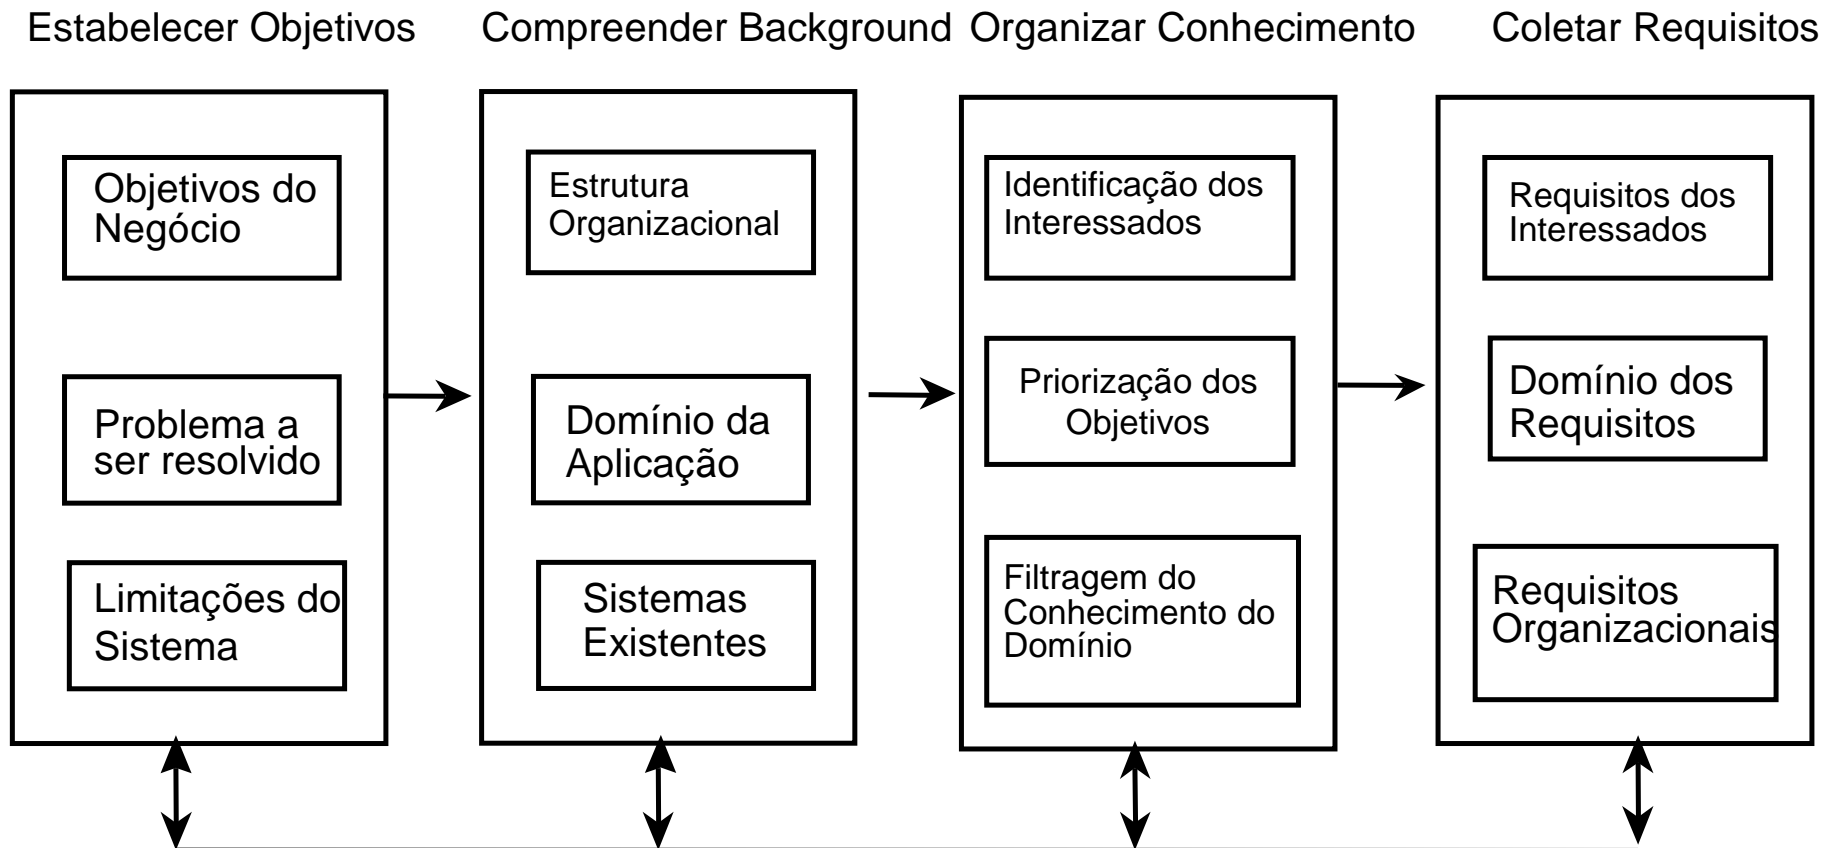 Estabelecer Objetivos
Compreender Background
Organizar Conhecimento
Coletar Requisitos
Objetivos do
Negócio
Problema a
ser resolvido
Limitações do
Sistema
Estrutura
Organizacional
Domínio da
Aplicação
Sistemas
Existentes
Identificação dos
Interessados
Priorização dos
Objetivos
Filtragem do
Conhecimento do
Domínio
Requisitos dos
Interessados
Domínio dos
Requisitos
Requisitos
Organizacionais